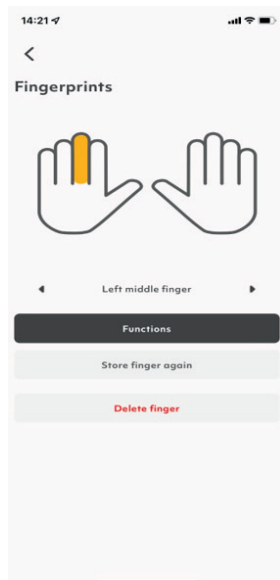 14:21
Fingerprints
Left middle finger
Functions
Store finger again
Delete finger